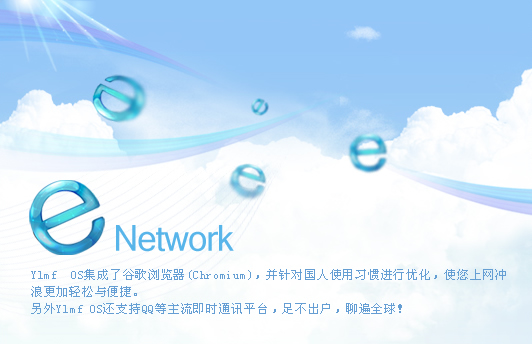 e Network
Ylmf OS集成了谷歌浏览器(Chromium)，并针对国人使用习惯进行优化，使您上网冲
浪更加轻松与便捷。
另外Ylmf OS还支持QQ等主流即时通讯平台，足不出户，聊遍全球！